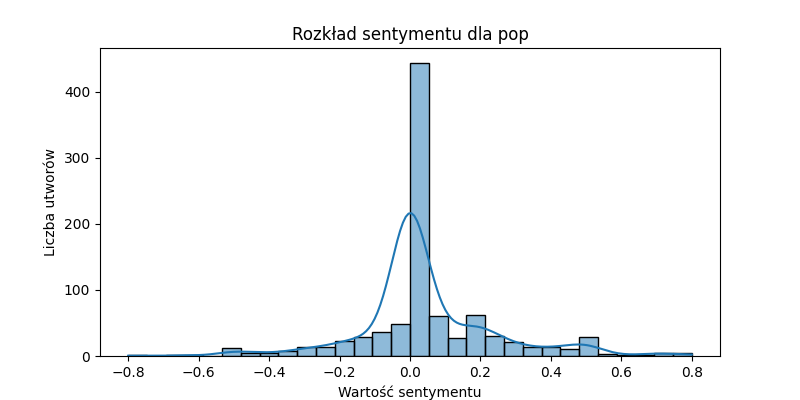 Rozkład sentymentu dla pop
Liczba utworów
400
300
200
100
0
−0.8 −0.6 −0.4 −0.2 0.0 0.2 0.4 0.6 0.8
Wartość sentymentu